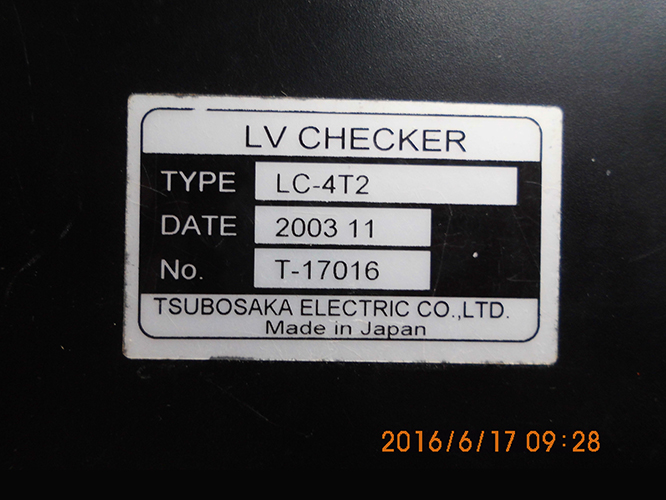 LV CHECKER
TYPE LC-4T2
DATE 2003 11
No. T-17016
TSUBOSAKA ELECTRIC CO.,LTD.
Made in Japan
2016/6/17 09:28